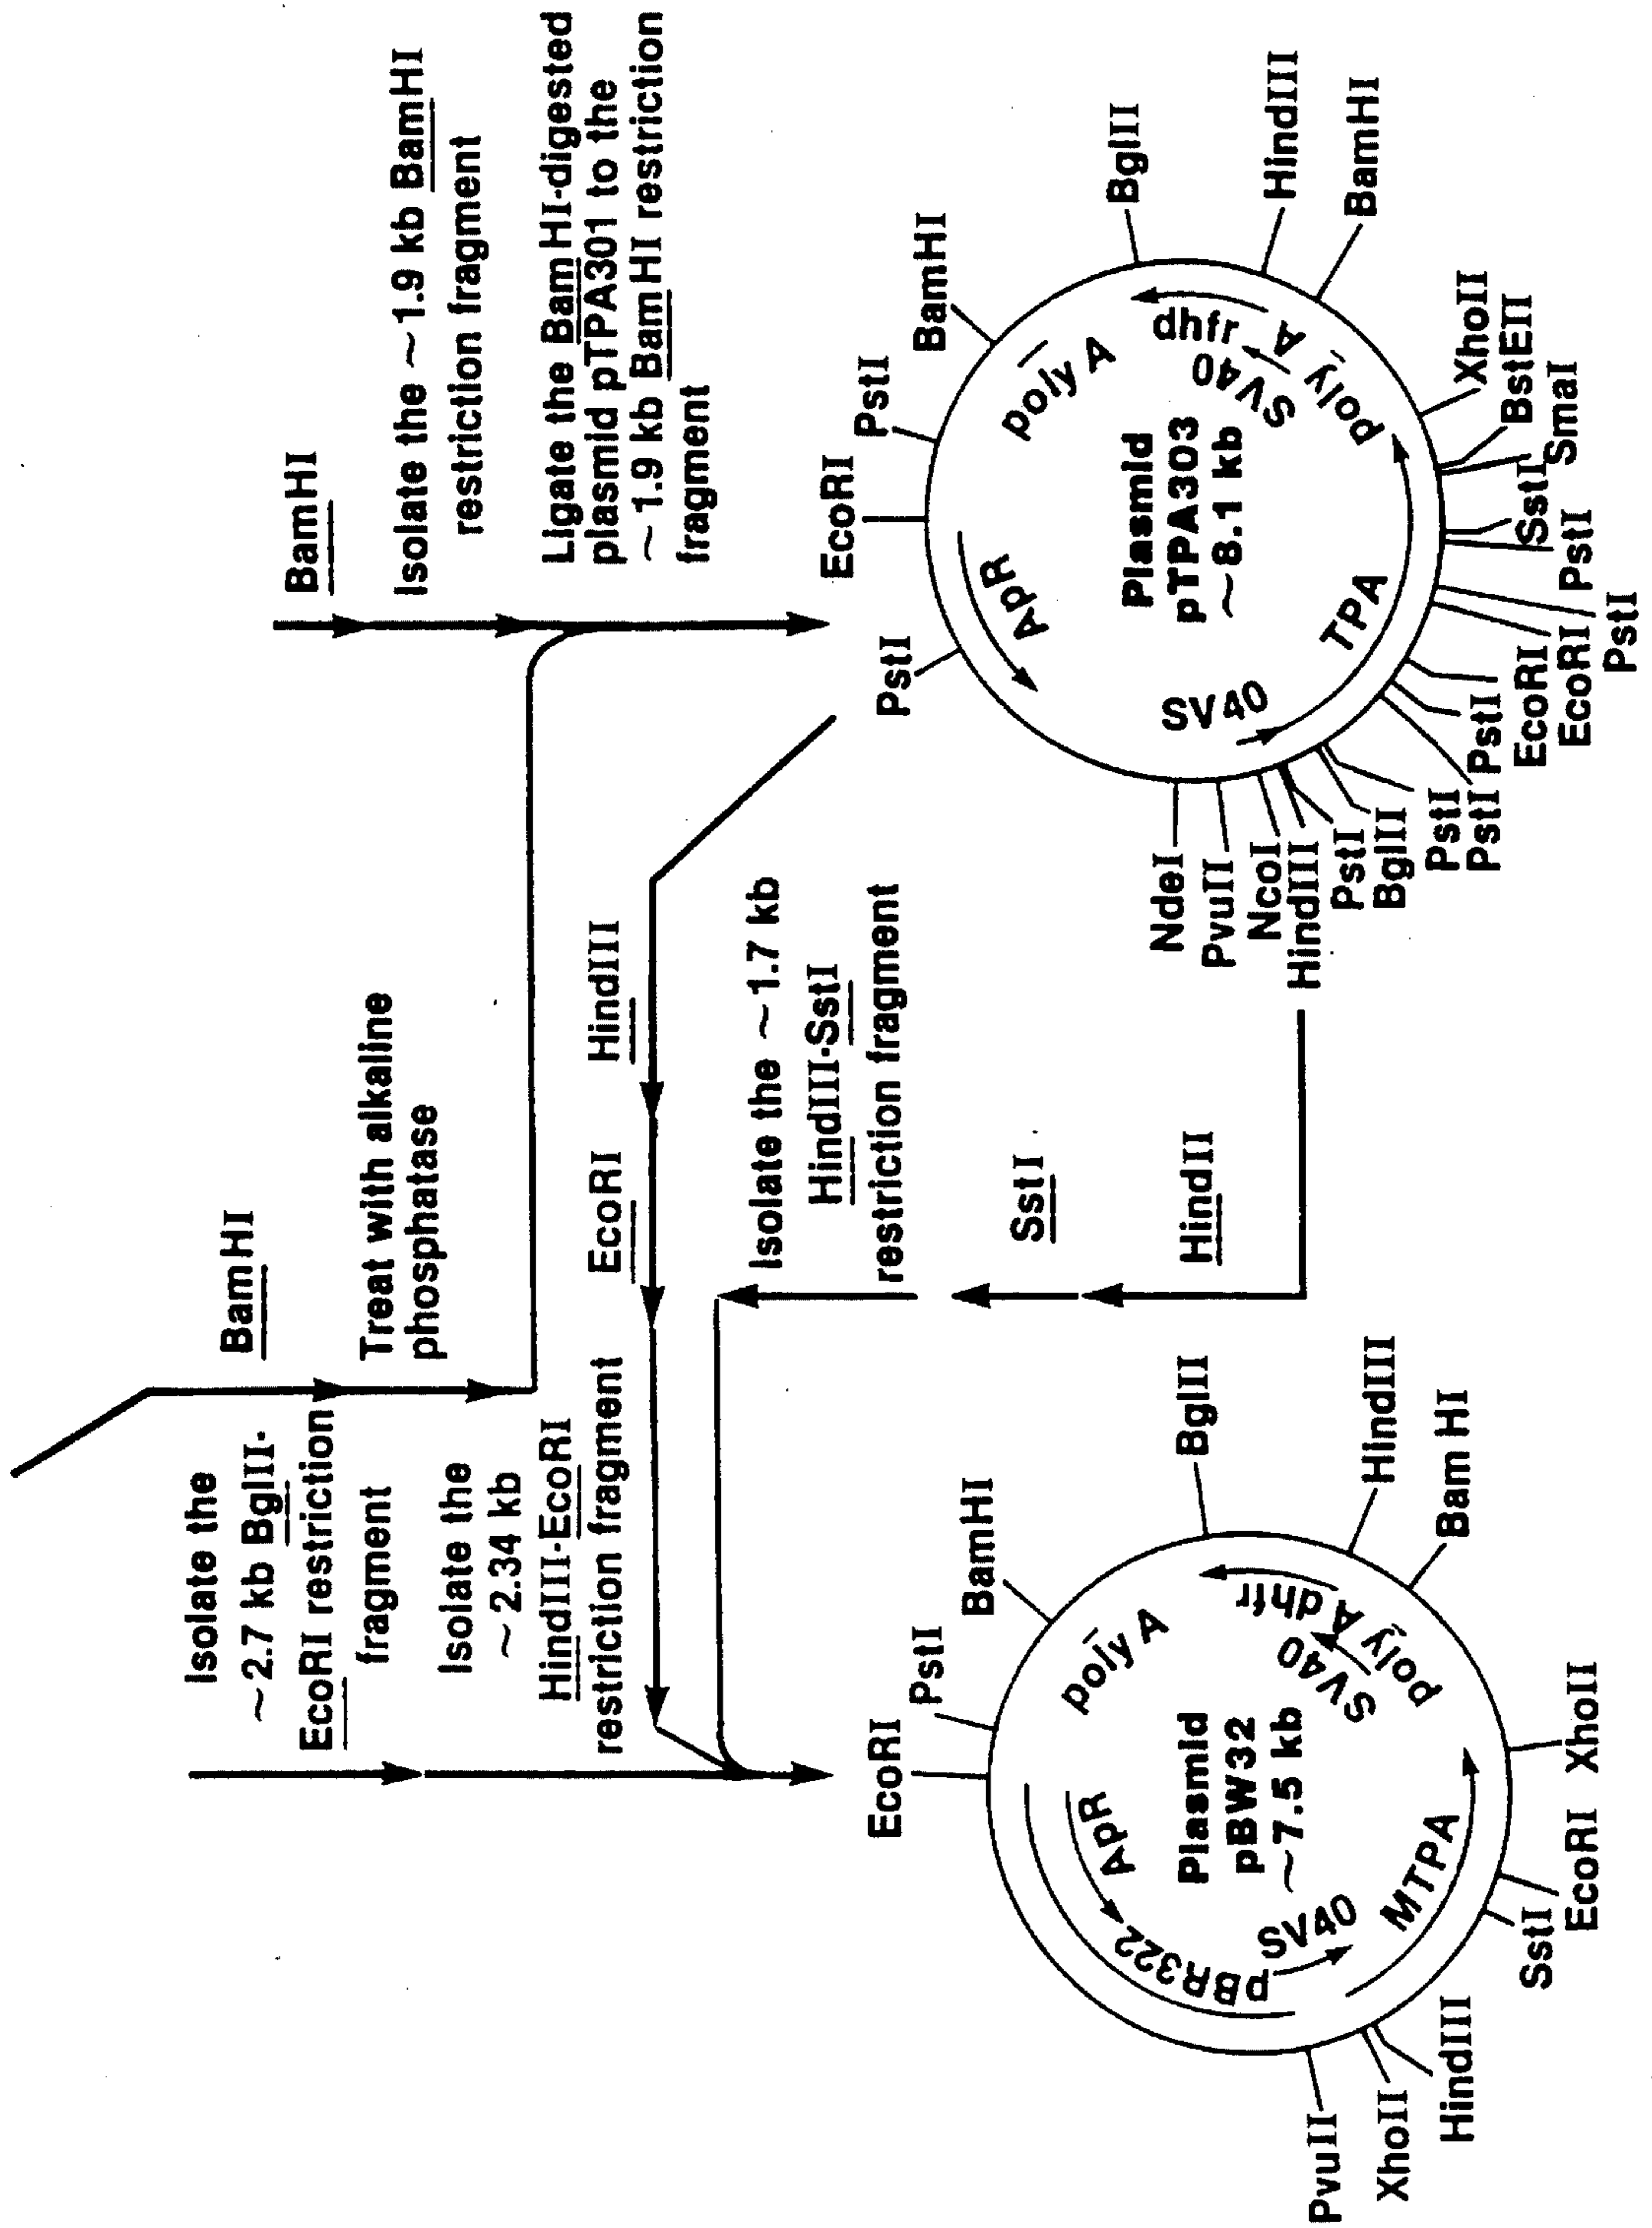 Isolate the
~2.7 kb BglII-
EcoRI restriction
fragment
Isolate the
~2.34 kb
HindIII-EcoRI
restriction fragment
BamHI
Treat with alkaline
phosphatase
BamHI
Isolate the ~1.9 kb BamHI
restriction fragment
Ligate the BamHI-digested
plasmid pTPA301 to the
~1.9 kb BamHI restriction
fragment
EcoRI
HindIII
Isolate the ~1.7 kb
HindIII-SstI
restriction fragment
SstI
HindII
EcoRI
PstI
BamHI
BglII
HindIII
Bam HI
XhoII
EcoRI
SstI
HindIII
XhoII
PvuII
ApR
pBR322
SV40
MTPA
poly A
dhfr
SV40
poly A
Plasmid
pBW32
~7.5 kb
PstI
EcoRI
PstI
BamHI
BglII
HindIII
BamHI
XhoII
BstEII
SmaI
SstI
PstI
PstI
EcoRI
EcoRI
PstI
PstI
PstI
BglII
PstI
HindIII
NcoI
PvuII
NdeI
ApR
SV40
TPA
poly A
dhfr
SV40
poly A
Plasmid
pTPA303
~8.1 kb